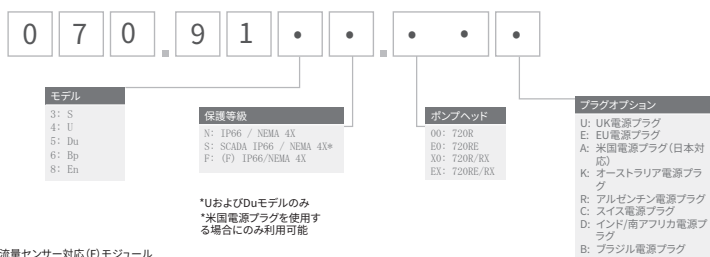 070.91••.•••
モデル
3: S
4: U
5: Du
6: Bp
8: En
保護等級
N: IP66 / NEMA 4X
S: SCADA IP66 / NEMA 4X*
F: (F) IP66/NEMA 4X
*UおよびDuモデルのみ
*米国電源プラグを使用す
る場合にのみ利用可能
ポンプヘッド
00: 720R
E0: 720RE
X0: 720R/RX
EX: 720RE/RX
プラグオプション
U: UK電源プラグ
E: EU電源プラグ
A: 米国電源プラグ(日本対
応)
K: オーストラリア電源プラ
グ
R: アルゼンチン電源プラグ
C: スイス電源プラグ
D: インド/南アフリカ電源プ
ラグ
B: ブラジル電源プラグ
流量センサー対応(F)モジュール